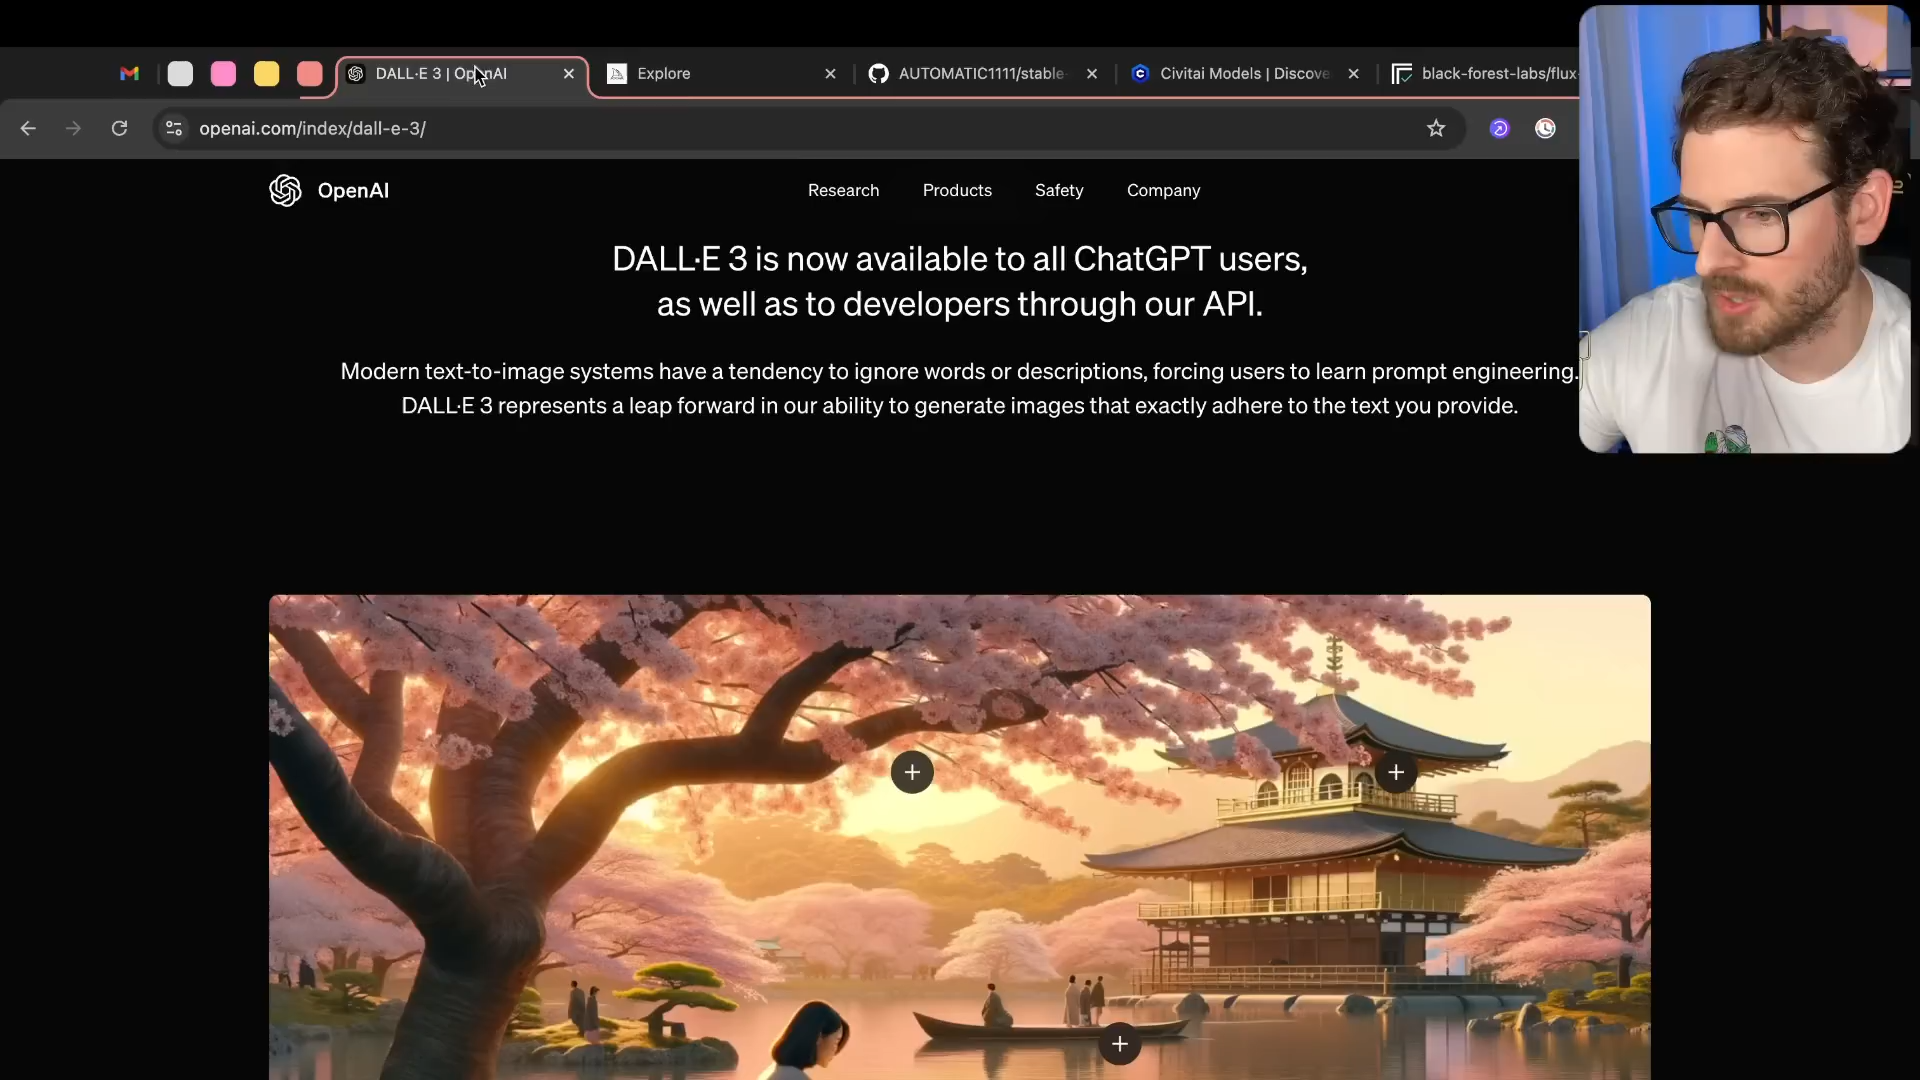 DALL·E 3 | OpenAI
Explore
AUTOMATIC1111/stable-
Civitai Models | Discove
black-forest-labs/flux-
openai.com/index/dall-e-3/
OpenAI
Research
Products
Safety
Company
DALL·E 3 is now available to all ChatGPT users,
as well as to developers through our API.
Modern text-to-image systems have a tendency to ignore words or descriptions, forcing users to learn prompt engineering.
DALL·E 3 represents a leap forward in our ability to generate images that exactly adhere to the text you provide.